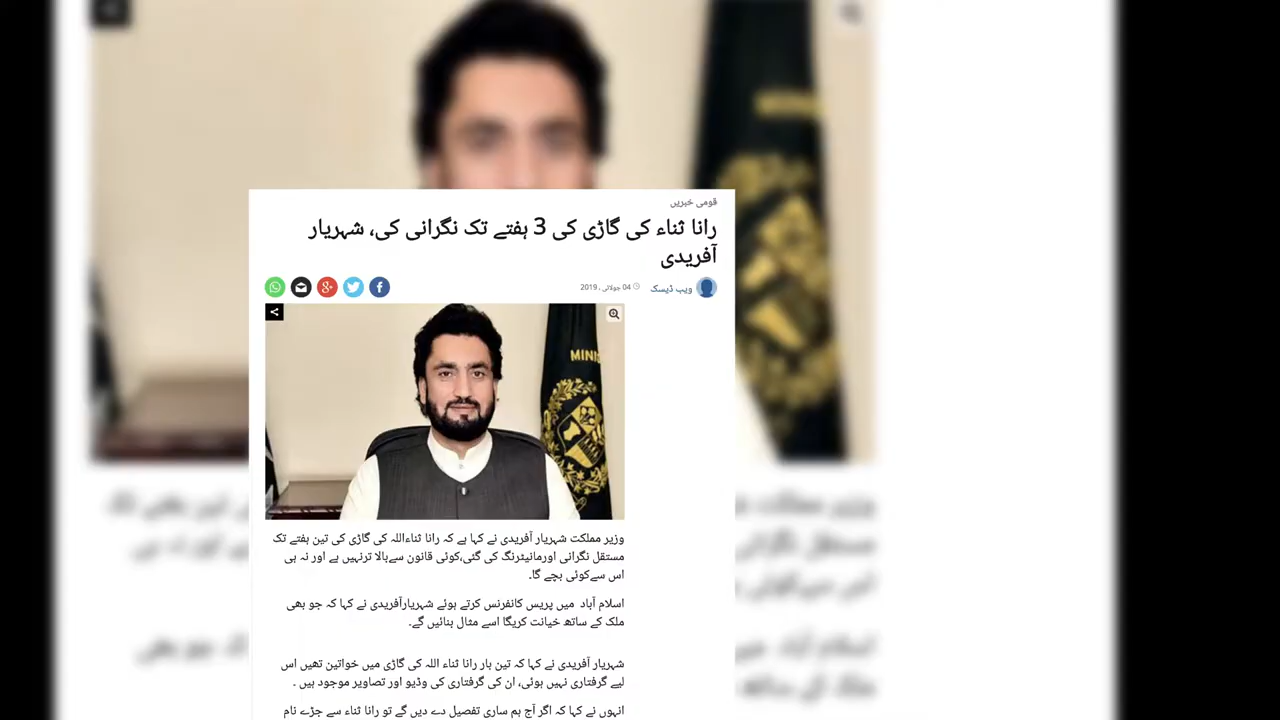 قومی خبریں
رانا ثناء کی گاڑی کی 3 ہفتے تک نگرانی کی، شہریار
آفریدی
ویب ڈیسک
04 جولائی ، 2019
MINIS
وزیر مملکت شہریار آفریدی نے کہا ہے کہ رانا ثناءاللہ کی گاڑی کی تین ہفتے تک
مستقل نگرانی اورمانیٹرنگ کی گئی،کوئی قانون سےبالا ترنہیں ہے اور نہ ہی
اس سےکوئی بچے گا۔
اسلام آباد میں پریس کانفرنس کرتے ہوئے شہریارآفریدی نے کہا کہ جو بھی
ملک کے ساتھ خیانت کریگا اسے مثال بنائیں گے۔
شہریار آفریدی نے کہا کہ تین بار رانا ثناء اللہ کی گاڑی میں خواتین تھیں اس
لیے گرفتاری نہیں ہوئی، ان کی گرفتاری کی وڈیو اور تصاویر موجود ہیں ۔
انہوں نے کہا کہ اگر آج ہم ساری تفصیل دے دیں گے تو رانا ثناء سے جڑے نام